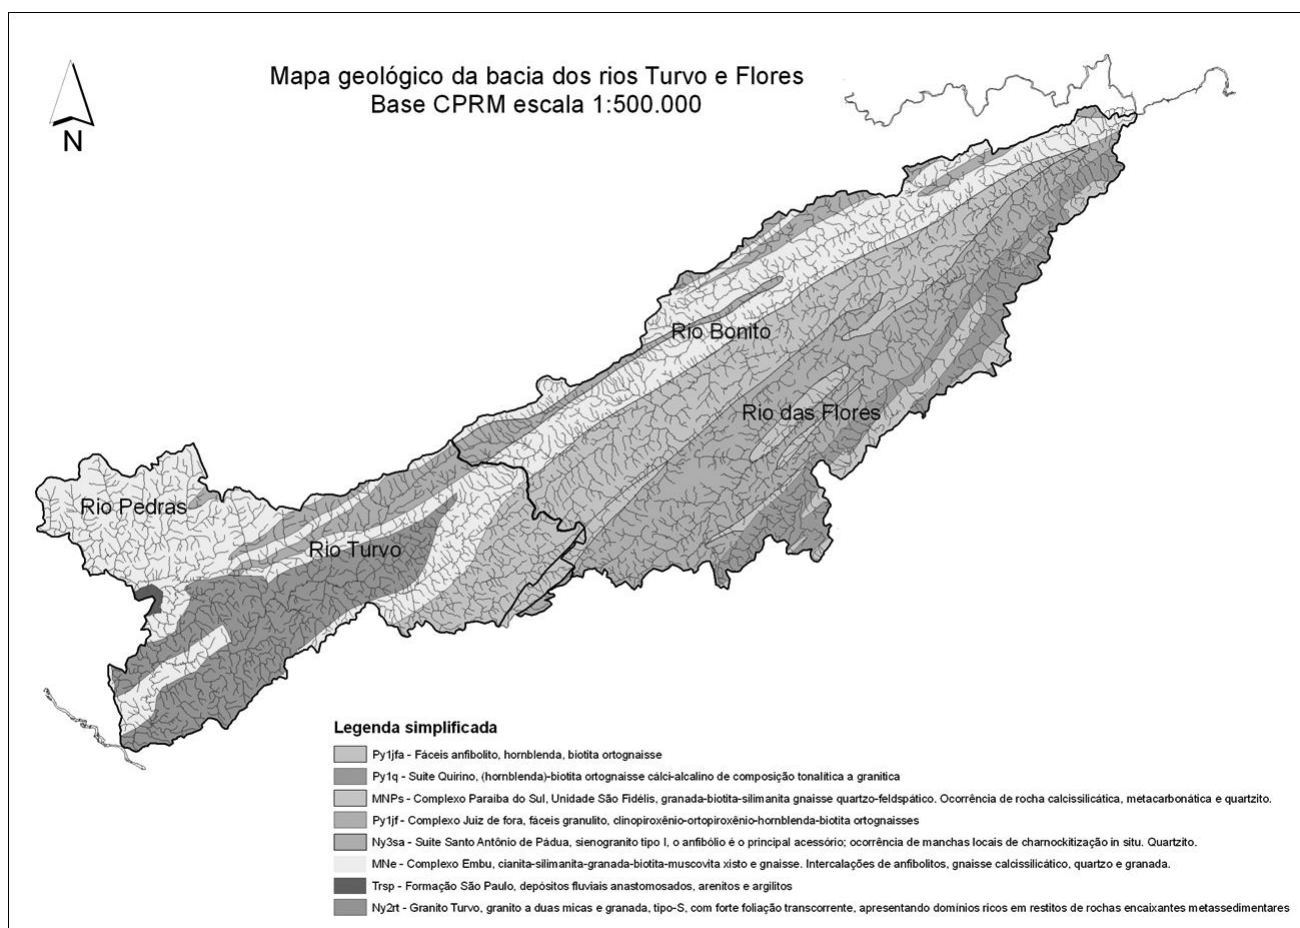 Mapa geológico da bacia dos rios Turvo e Flores
Base CPRM escala 1:500.000
N
Rio Bonito
Rio das Flores
Rio Pedras
Rio Turvo
Legenda simplificada
Py1jfa - Fáceis anfibolito, hornblenda, biotita ortognaisse
Py1q - Suite Quirino, (hornblenda)-biotita ortognaisse cálci-alcalino de composição tonalítica a granitica
MNPs - Complexo Paraiba do Sul, Unidade São Fidélis, granada-biotita-silimanita gnaisse quartzo-feldspático. Ocorrência de rocha calcissilicática, metacarbonática e quartzito.
Py1jf - Complexo Juiz de fora, fáceis granulito, clinopiroxênio-ortopiroxênio-hornblenda-biotita ortognaisses
Ny3sa - Suite Santo Antônio de Pádua, sienogranito tipo I, o anfibólio é o principal acessório; ocorrência de manchas locais de charnockitização in situ. Quartzito.
MNe - Complexo Embu, cianita-silimanita-granada-biotita-muscovita xisto e gnaisse. Intercalações de anfibolitos, gnaisse calcissilicático, quartzo e granada.
Trsp - Formação São Paulo, depósitos fluviais anastomosados, arenitos e argilitos
Ny2rt - Granito Turvo, granito a duas micas e granada, tipo-S, com forte foliação transcorrente, apresentando domínios ricos em restitos de rochas encaixantes metassedimentares